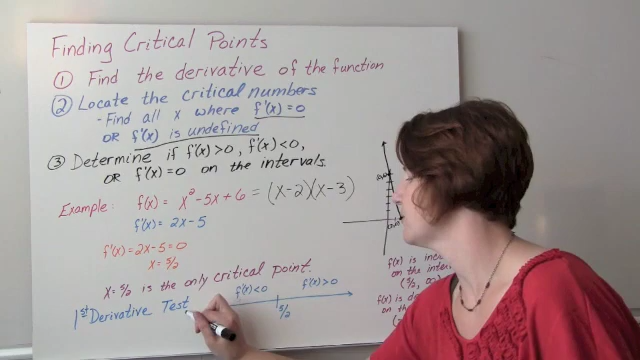 Finding Critical Points
① Find the derivative of the function
② Locate the critical numbers
- Find all x where f'(x) = 0
OR f'(x) is undefined
③ Determine if f'(x) > 0, f'(x) < 0,
OR f'(x) = 0 on the intervals.
Example: f(x) = x² - 5x + 6 = (x-2)(x-3)
f'(x) = 2x - 5
f'(x) = 2x - 5 = 0
x = 5/2
x = 5/2 is the only critical point.
f'(x) < 0 f'(x) > 0
5/2
1st Derivative Test
f(x) is
on the
(5/2,
f(x) is
on the